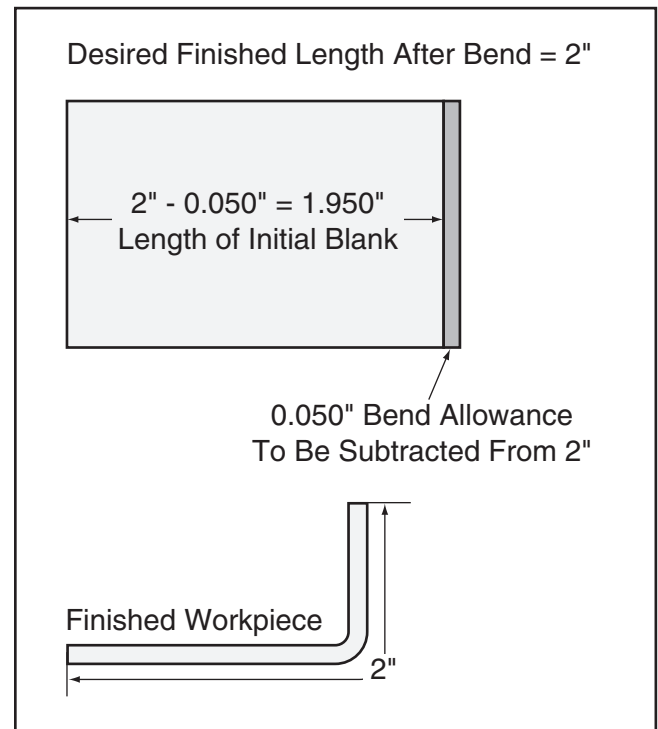 Desired Finished Length After Bend = 2"
2" - 0.050" = 1.950"
Length of Initial Blank
0.050" Bend Allowance
To Be Subtracted From 2"
Finished Workpiece
2"